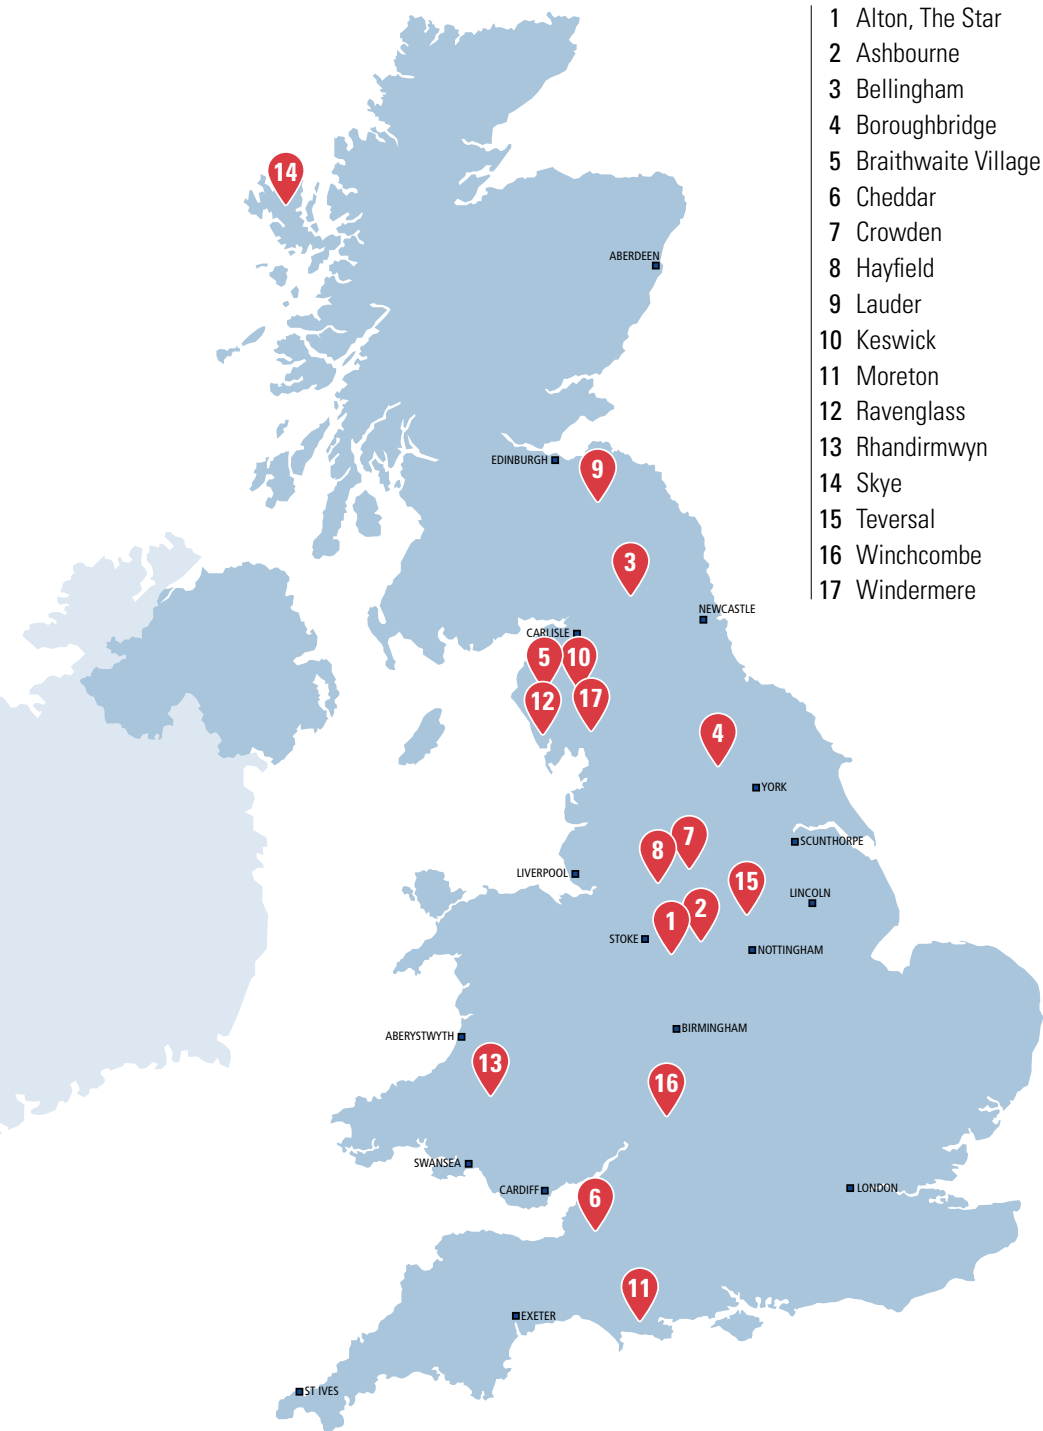 1 Alton, The Star
2 Ashbourne
3 Bellingham
4 Boroughbridge
5 Braithwaite Village
6 Cheddar
7 Crowden
8 Hayfield
9 Lauder
10 Keswick
11 Moreton
12 Ravenglass
13 Rhandirmwyn
14 Skye
15 Teversal
16 Winchcombe
17 Windermere
14
ABERDEEN
EDINBURGH
9
3
NEWCASTLE
CARLISLE
5
10
12
17
4
YORK
7
SCUNTHORPE
8
LIVERPOOL
15
LINCOLN
2
1
STOKE
NOTTINGHAM
BIRMINGHAM
ABERYSTWYTH
13
16
SWANSEA
CARDIFF
LONDON
6
11
EXETER
ST IVES